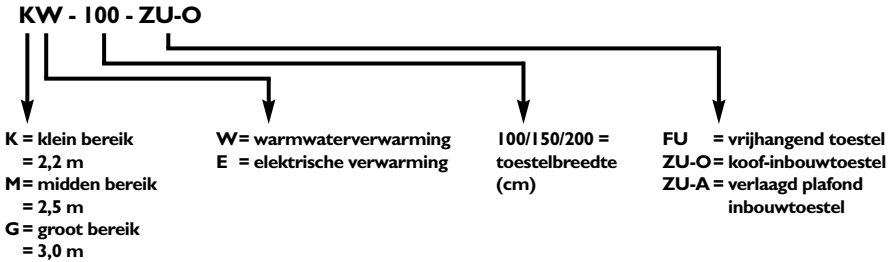 KW - 100 - ZU-O
K = klein bereik
= 2,2 m
M = midden bereik
= 2,5 m
G = groot bereik
= 3,0 m
W = warmwaterverwarming
E = elektrische verwarming
100/150/200 =
toestelbreedte
(cm)
FU = vrijhangend toestel
ZU-O = koof-inbouwtoestel
ZU-A = verlaagd plafond
inbouwtoestel